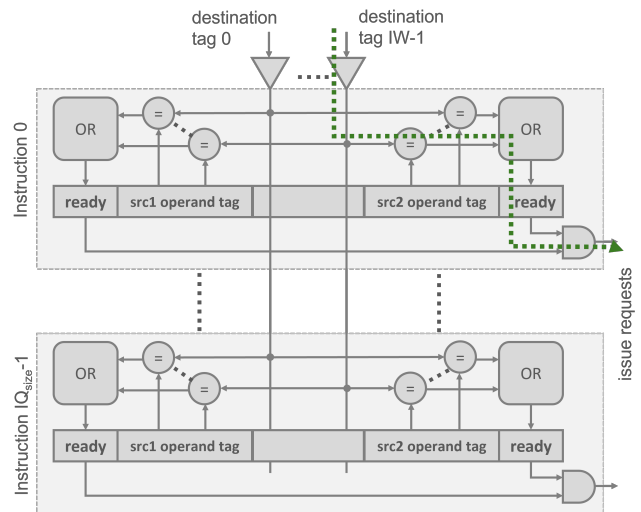 destination
tag 0
destination
tag IW-1
Instruction 0
OR
=
=
=
=
OR
ready
src1 operand tag
src2 operand tag
ready
issue requests
Instruction IQsize-1
OR
=
=
=
=
OR
ready
src1 operand tag
src2 operand tag
ready